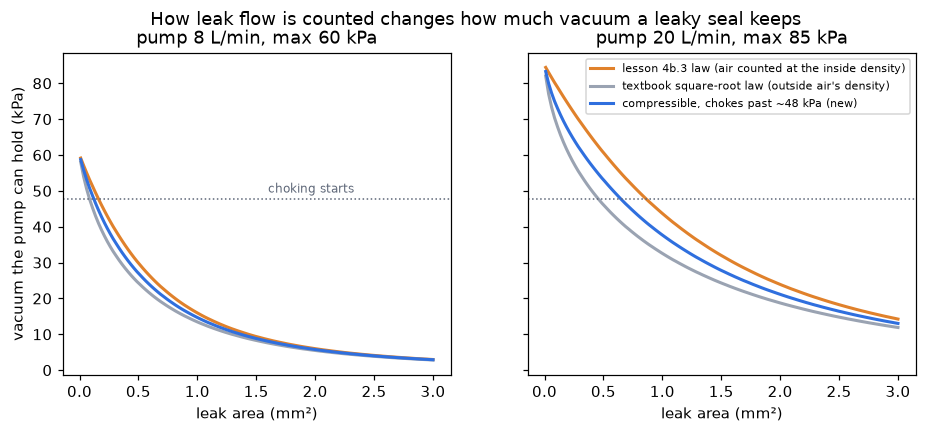 How leak flow is counted changes how much vacuum a leaky seal keeps
pump 8 L/min, max 60 kPa
pump 20 L/min, max 85 kPa
vacuum the pump can hold (kPa)
80
70
60
50
40
30
20
10
0
choking starts
0.0 0.5 1.0 1.5 2.0 2.5 3.0
leak area (mm²)
lesson 4b.3 law (air counted at the inside density)
textbook square-root law (outside air's density)
compressible, chokes past ~48 kPa (new)
0.0 0.5 1.0 1.5 2.0 2.5 3.0
leak area (mm²)